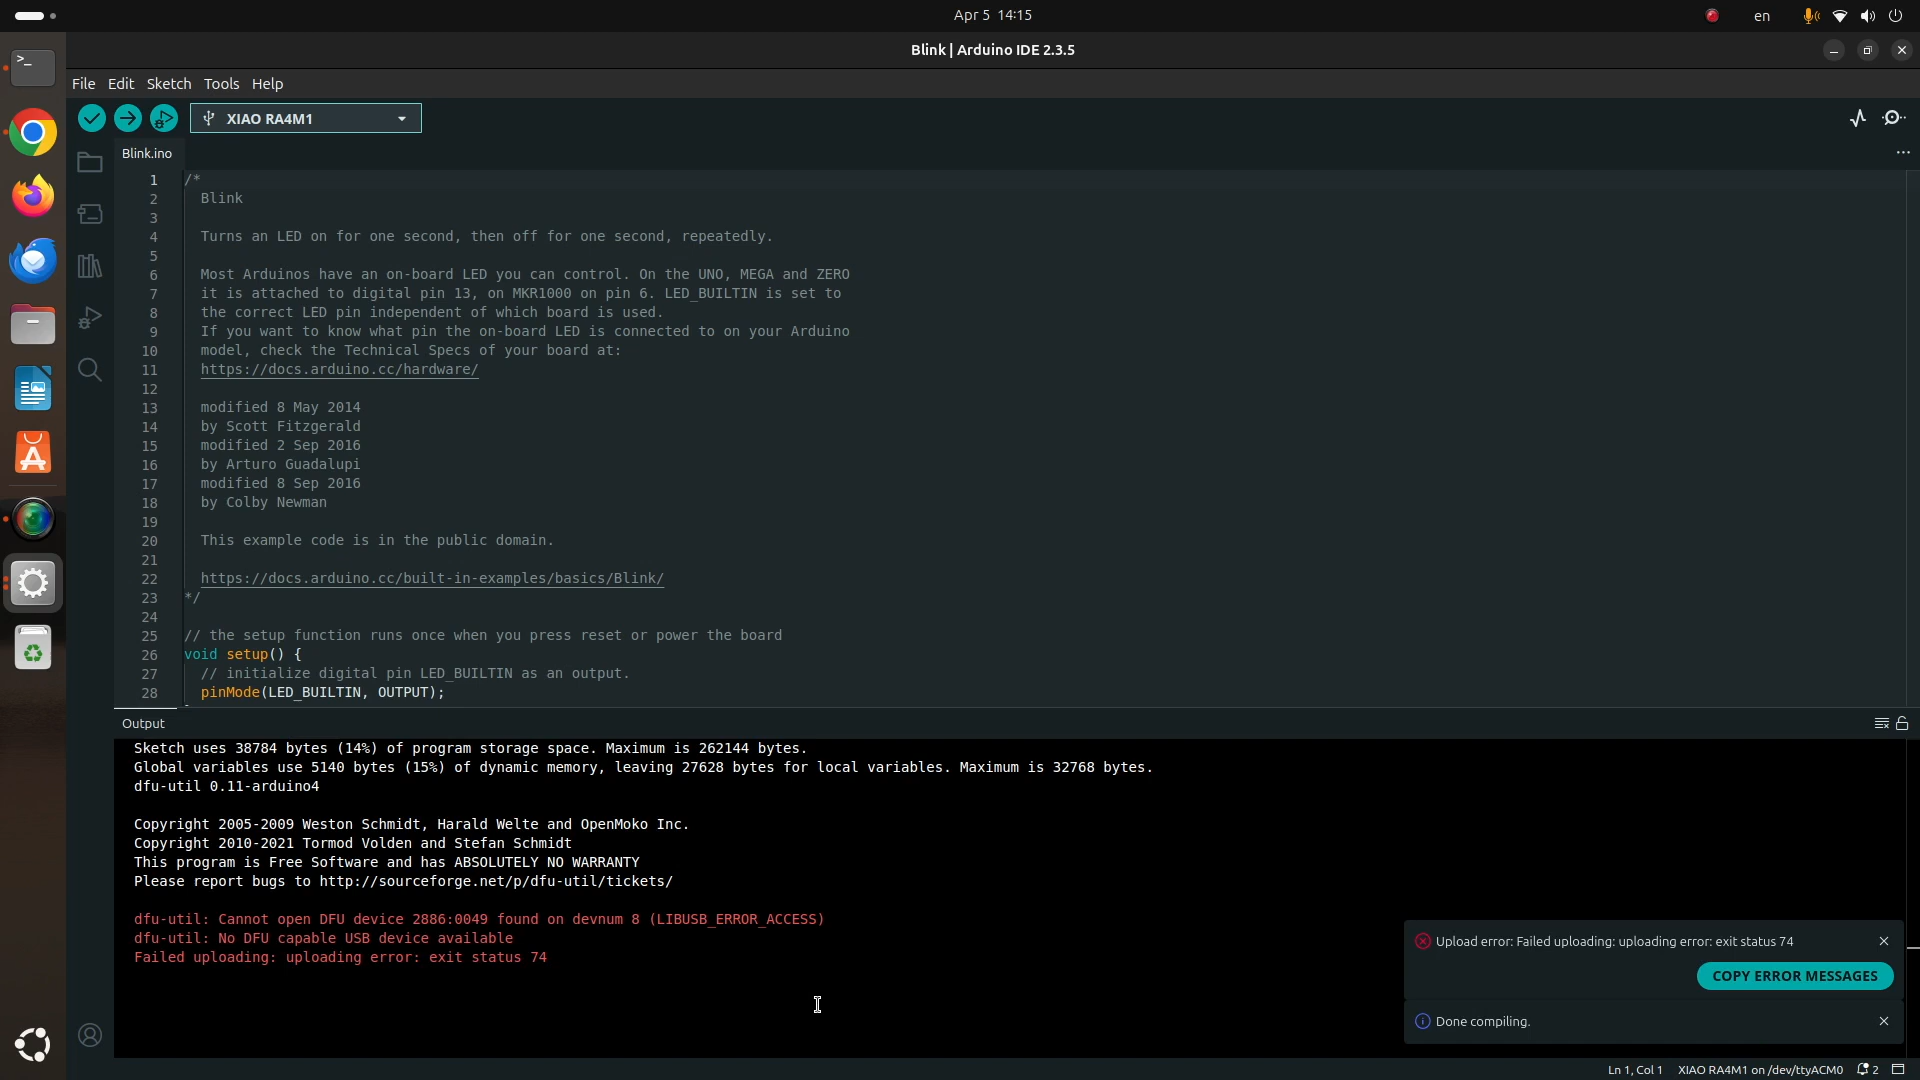 Apr 5 14:15
en
Blink | Arduino IDE 2.3.5
File Edit Sketch Tools Help
XIAO RA4M1
Blink.ino
1 /*
2 Blink
3
4 Turns an LED on for one second, then off for one second, repeatedly.
5
6 Most Arduinos have an on-board LED you can control. On the UNO, MEGA and ZERO
7 it is attached to digital pin 13, on MKR1000 on pin 6. LED_BUILTIN is set to
8 the correct LED pin independent of which board is used.
9 If you want to know what pin the on-board LED is connected to on your Arduino
10 model, check the Technical Specs of your board at:
11 https://docs.arduino.cc/hardware/
12
13 modified 8 May 2014
14 by Scott Fitzgerald
15 modified 2 Sep 2016
16 by Arturo Guadalupi
17 modified 8 Sep 2016
18 by Colby Newman
19
20 This example code is in the public domain.
21
22 https://docs.arduino.cc/built-in-examples/basics/Blink/
23 */
24
25 // the setup function runs once when you press reset or power the board
26 void setup() {
27 // initialize digital pin LED_BUILTIN as an output.
28 pinMode(LED_BUILTIN, OUTPUT);
Output
Sketch uses 38784 bytes (14%) of program storage space. Maximum is 262144 bytes.
Global variables use 5140 bytes (15%) of dynamic memory, leaving 27628 bytes for local variables. Maximum is 32768 bytes.
dfu-util 0.11-arduino4
Copyright 2005-2009 Weston Schmidt, Harald Welte and OpenMoko Inc.
Copyright 2010-2021 Tormod Volden and Stefan Schmidt
This program is Free Software and has ABSOLUTELY NO WARRANTY
Please report bugs to http://sourceforge.net/p/dfu-util/tickets/
dfu-util: Cannot open DFU device 2886:0049 found on devnum 8 (LIBUSB_ERROR_ACCESS)
dfu-util: No DFU capable USB device available
Failed uploading: uploading error: exit status 74
Upload error: Failed uploading: uploading error: exit status 74
COPY ERROR MESSAGES
Done compiling.
Ln 1, Col 1 XIAO RA4M1 on /dev/ttyACM0 2